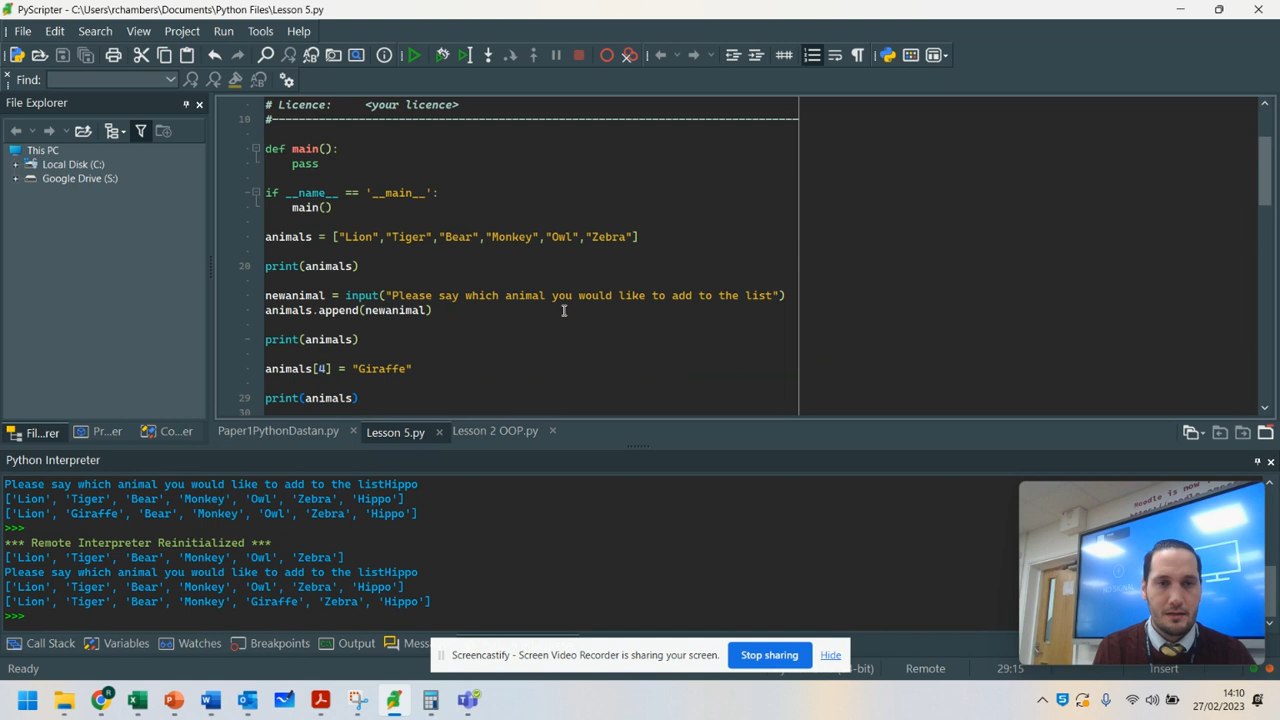 PyScripter - C:\Users\rchambers\Documents\Python Files\Lesson 5.py
File Edit Search View Project Run Tools Help
Find:
File Explorer
This PC
Local Disk (C:)
Google Drive (S:)
# Licence: <your licence>
10 #-------------------------------------------------------------------------------
def main():
pass
if __name__ == '__main__':
main()
animals = ["Lion","Tiger","Bear","Monkey","Owl","Zebra"]
20 print(animals)
newanimal = input("Please say which animal you would like to add to the list")
animals.append(newanimal)
print(animals)
animals[4] = "Giraffe"
29 print(animals)
30
Fil...rer Pr...er Co...er Paper1PythonDastan.py Lesson 5.py Lesson 2 OOP.py
Python Interpreter
Please say which animal you would like to add to the listHippo
['Lion', 'Tiger', 'Bear', 'Monkey', 'Owl', 'Zebra', 'Hippo']
['Lion', 'Giraffe', 'Bear', 'Monkey', 'Owl', 'Zebra', 'Hippo']
>>>
*** Remote Interpreter Reinitialized ***
['Lion', 'Tiger', 'Bear', 'Monkey', 'Owl', 'Zebra']
Please say which animal you would like to add to the listHippo
['Lion', 'Tiger', 'Bear', 'Monkey', 'Owl', 'Zebra', 'Hippo']
['Lion', 'Tiger', 'Bear', 'Monkey', 'Giraffe', 'Zebra', 'Hippo']
>>>
Moodle is now
Call Stack Variables Watches Breakpoints Output Mess
Screencastify - Screen Video Recorder is sharing your screen. Stop sharing Hide
Ready -bit) Remote 29:15 Insert
14:10
27/02/2023